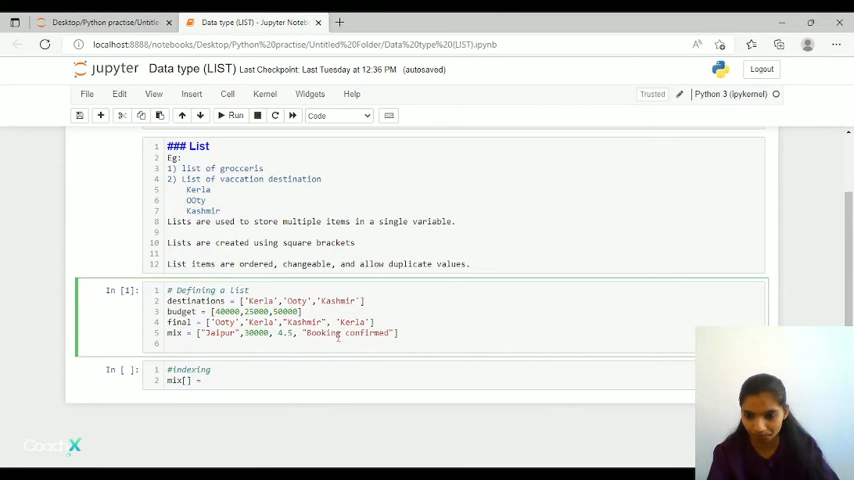 Desktop/Python practise/Untitle
Data type (LIST) - Jupyter Noteb
localhost:8888/notebooks/Desktop/Python%20practise/Untitled%20Folder/Data%20type%20(LIST).ipynb
jupyter Data type (LIST) Last Checkpoint: Last Tuesday at 12:36 PM (autosaved) Logout
File Edit View Insert Cell Kernel Widgets Help Trusted Python 3 (ipykernel)
Run Code
1 ### List
2 Eg:
3 1) list of grocceris
4 2) List of vaccation destination
5 Kerla
6 OOty
7 Kashmir
8 Lists are used to store multiple items in a single variable.
9
10 Lists are created using square brackets
11
12 List items are ordered, changeable, and allow duplicate values.
In [1]: 1 # Defining a list
2 destinations = ['Kerla','Ooty','Kashmir']
3 budget = [40000,25000,50000]
4 final = ['Ooty','Kerla',"Kashmir", 'Kerla']
5 mix = ["Jaipur",30000, 4.5, "Booking confirmed"]
6
In [ ]: 1 #indexing
2 mix[] =
CoachX